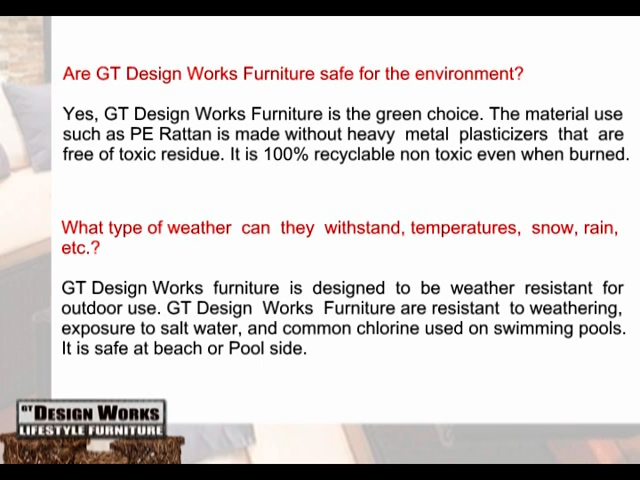 Are GT Design Works Furniture safe for the environment?
Yes, GT Design Works Furniture is the green choice. The material use
such as PE Rattan is made without heavy metal plasticizers that are
free of toxic residue. It is 100% recyclable non toxic even when burned.
What type of weather can they withstand, temperatures, snow, rain,
etc.?
GT Design Works furniture is designed to be weather resistant for
outdoor use. GT Design Works Furniture are resistant to weathering,
exposure to salt water, and common chlorine used on swimming pools.
It is safe at beach or Pool side.
GT DESIGN WORKS
LIFESTYLE FURNITURE